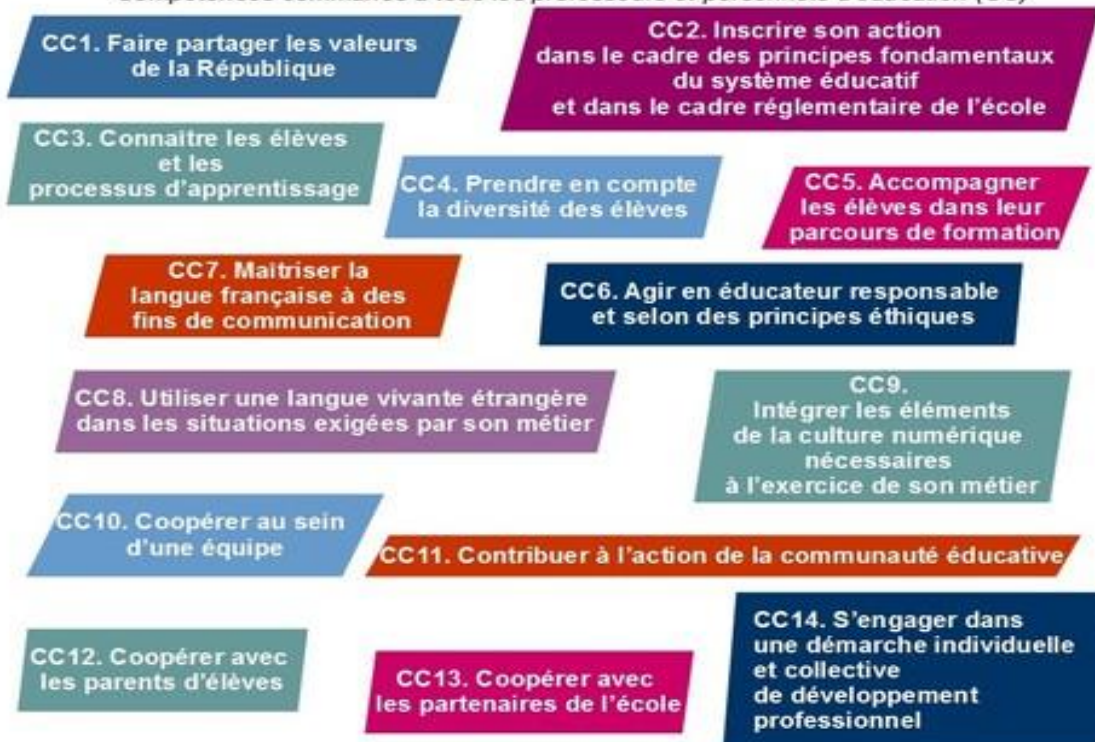 CC1. Faire partager les valeurs
de la République
CC2. Inscrire son action
dans le cadre des principes fondamentaux
du système éducatif
et dans le cadre réglementaire de l'école
CC3. Connaitre les élèves
et les
processus d'apprentissage
CC4. Prendre en compte
la diversité des élèves
CC5. Accompagner
les élèves dans leur
parcours de formation
CC7. Maîtriser la
langue française à des
fins de communication
CC6. Agir en éducateur responsable
et selon des principes éthiques
CC8. Utiliser une langue vivante étrangère
dans les situations exigées par son métier
CC9.
Intégrer les éléments
de la culture numérique
nécessaires
à l'exercice de son métier
CC10. Coopérer au sein
d'une équipe
CC11. Contribuer à l'action de la communauté éducative
CC12. Coopérer avec
les parents d'élèves
CC13. Coopérer avec
les partenaires de l'école
CC14. S'engager dans
une démarche individuelle
et collective
de développement
professionnel